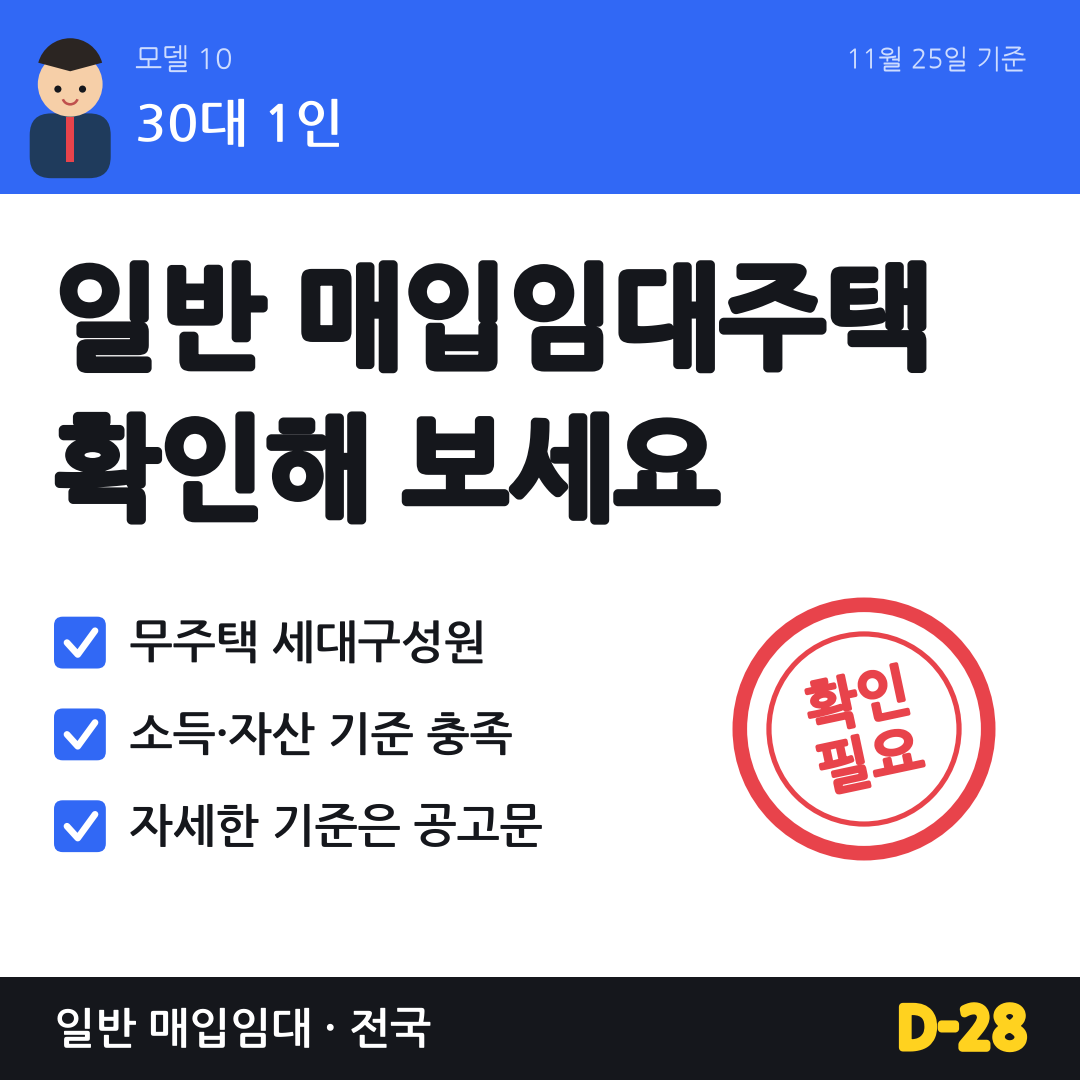 모델 10
11월 25일 기준
30대 1인
일반 매입임대주택
확인해 보세요
무주택 세대구성원
소득·자산 기준 충족
자세한 기준은 공고문
확인
필요
일반 매입임대 · 전국
D-28